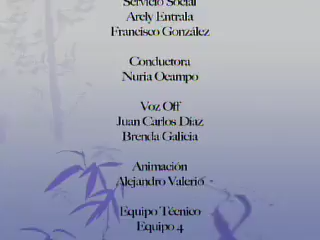 Servicio Social
Arely Entrala
Francisco González
Conductora
Nuria Ocampo
Voz Off
Juan Carlos Díaz
Brenda Galicia
Animación
Alejandro Valerio
Equipo Técnico
Equipo 4